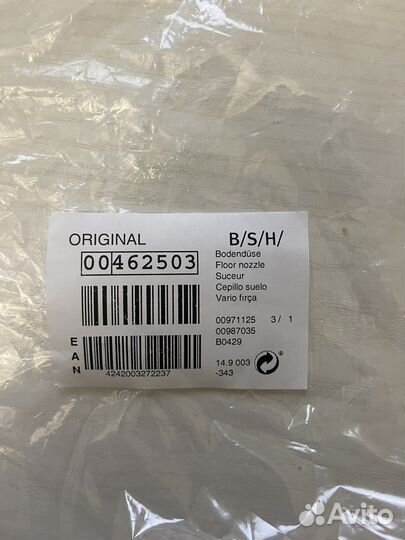 ORIGINAL
B/S/H/
00462503
Bodendüse
Floor nozzle
Suceur
Cepillo suelo
Vario fırça
00971125 3 / 1
00987035
B0429
EAN
4242003272237
14.9 003
-343
Avito